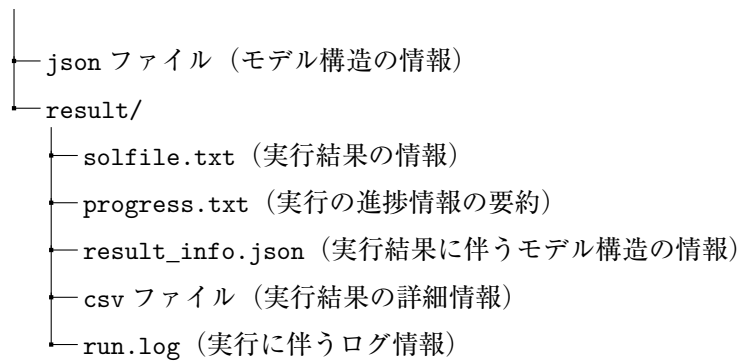 json ファイル（モデル構造の情報）
result/
solfile.txt（実行結果の情報）
progress.txt（実行の進捗情報の要約）
result_info.json（実行結果に伴うモデル構造の情報）
csv ファイル（実行結果の詳細情報）
run.log（実行に伴うログ情報）